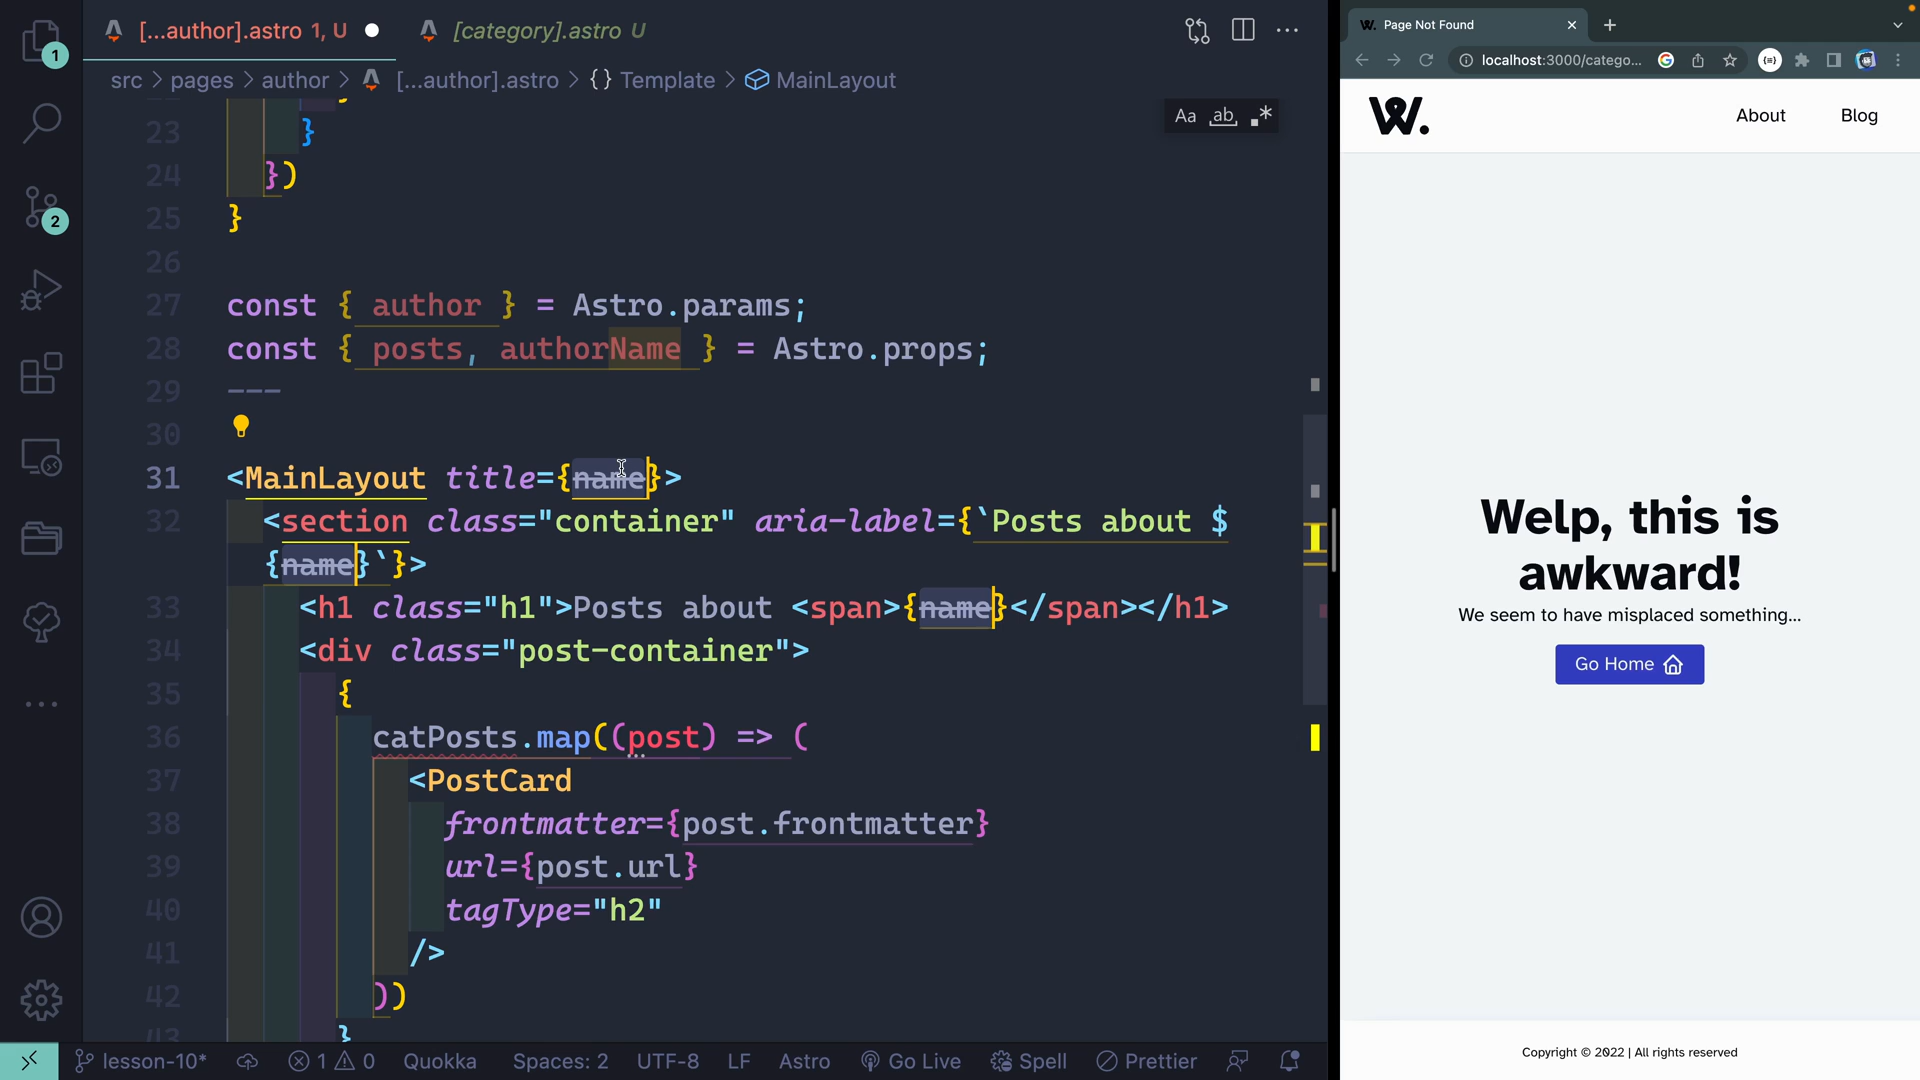 [...author].astro 1, U
[category].astro U
src > pages > author > [...author].astro > {} Template > MainLayout
Aa ab .*
1
2
23 }
24 })
25 }
26
27 const { author } = Astro.params;
28 const { posts, authorName } = Astro.props;
29 ---
30
31 <MainLayout title={name}>
32 <section class="container" aria-label={`Posts about $
{name}`}>
33 <h1 class="h1">Posts about <span>{name}</span></h1>
34 <div class="post-container">
35 {
36 catPosts.map((post) => (
37 <PostCard
38 frontmatter={post.frontmatter}
39 url={post.url}
40 tagType="h2"
41 />
42 ))
43 }
lesson-10* 1 0 Quokka Spaces: 2 UTF-8 LF Astro Go Live Spell Prettier
W. Page Not Found
localhost:3000/catego...
W. About Blog
Welp, this is
awkward!
We seem to have misplaced something...
Go Home
Copyright © 2022 | All rights reserved